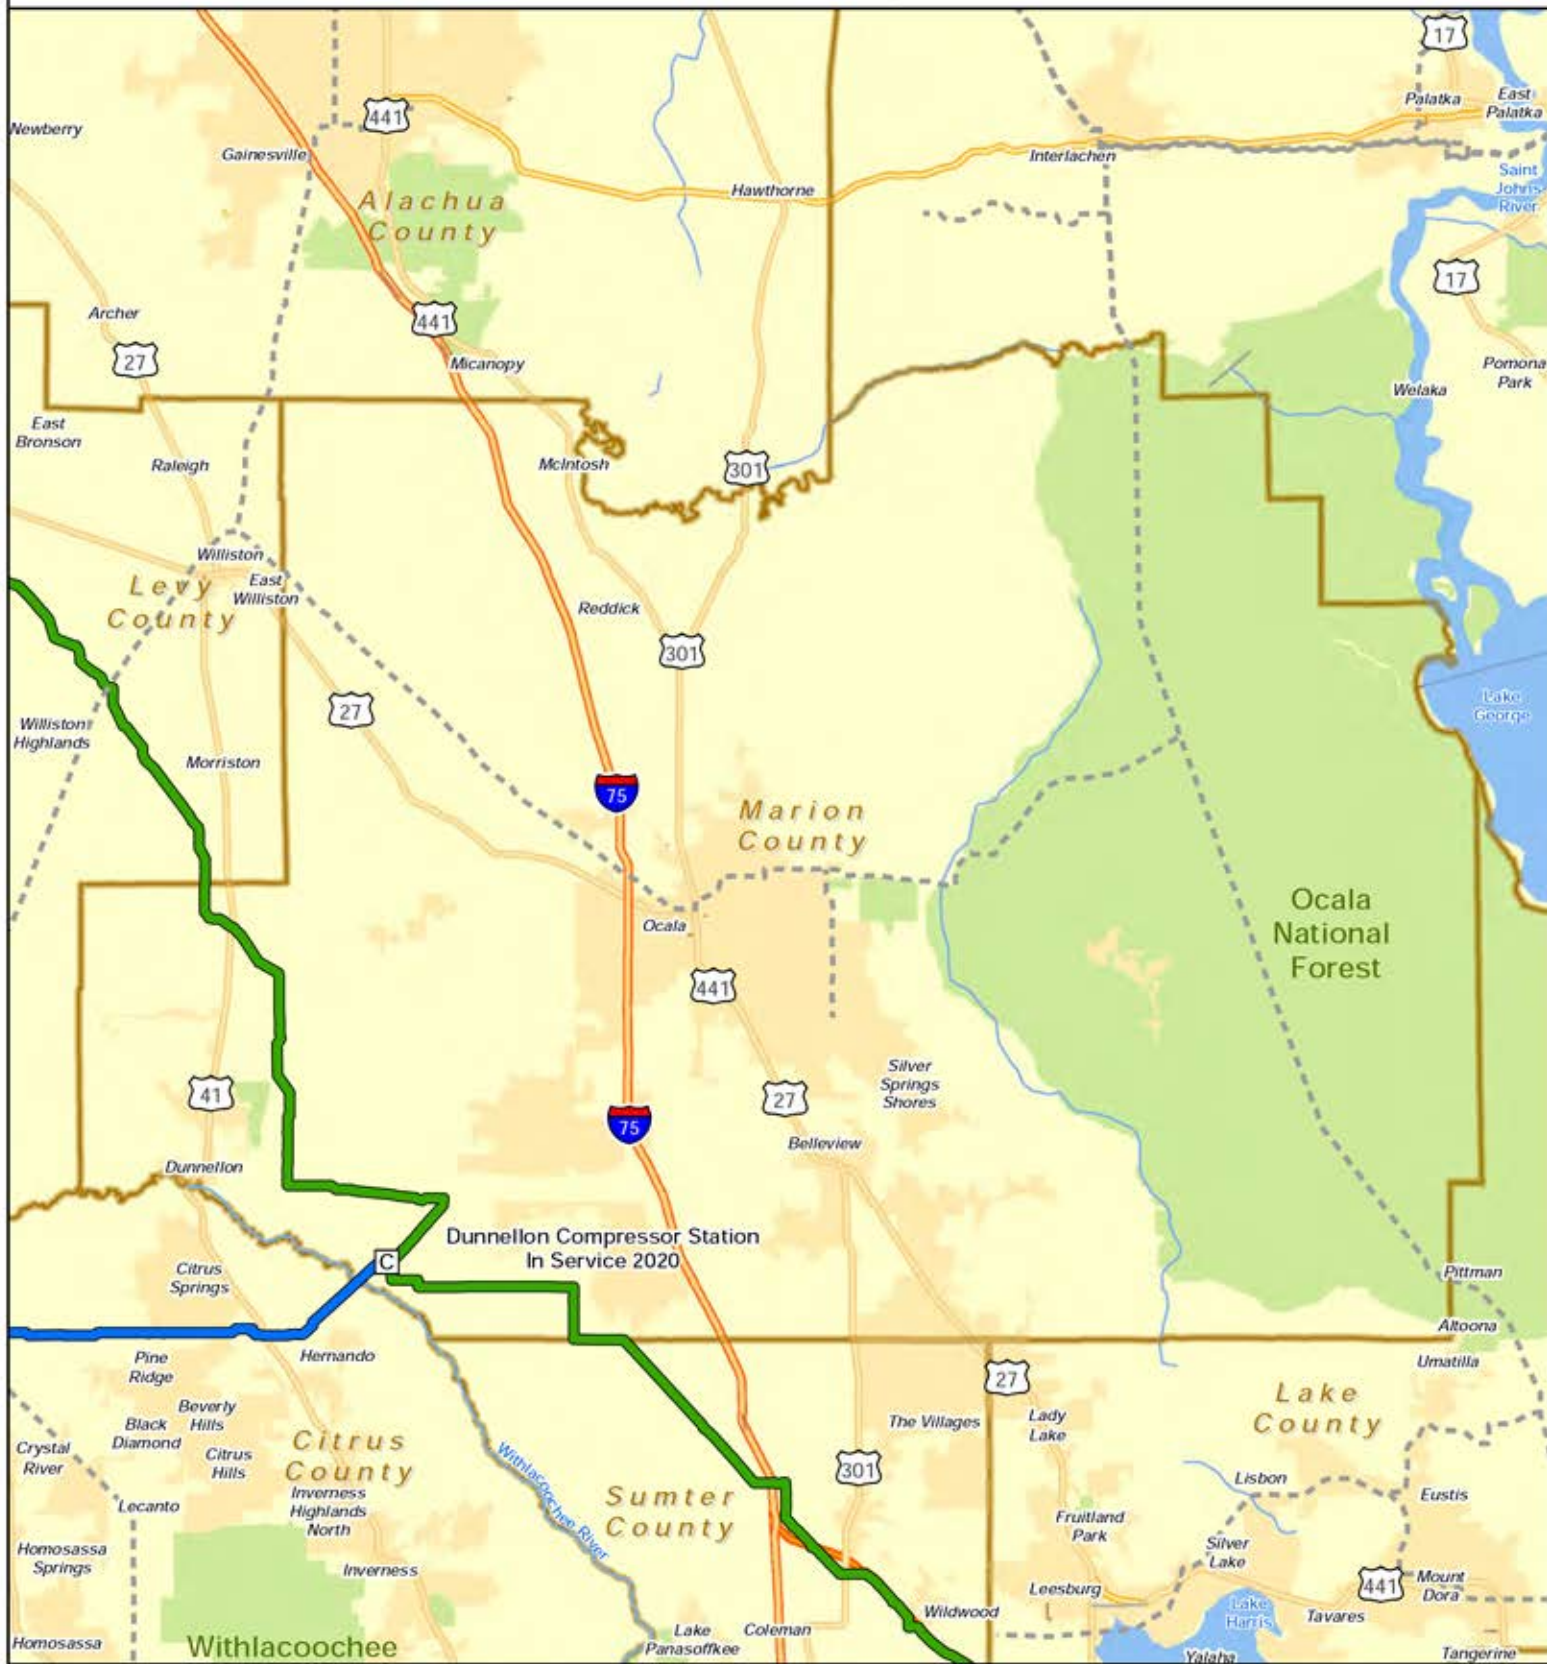 17
Palatka
East
Palatka
441
Newberry
Gainesville
Interlachen
Hawthorne
Saint
Johns
River
Alachua
County
17
Archer
441
27
Micanopy
Pomona
Park
Welaka
East
Bronson
Raleigh
McIntosh
301
Williston
East
Williston
Levy
County
Reddick
301
Lake
George
27
Williston
Highlands
Morriston
75
Marion
County
Ocala
National
Forest
Ocala
441
Silver
Springs
Shores
41
27
75
Belleview
Dunnellon
Dunnellon Compressor Station
In Service 2020
C
Citrus
Springs
Pittman
Altoona
Pine
Ridge
Hernando
Umatilla
27
Lake
County
Beverly
Hills
Black
Diamond
The Villages
Lady
Lake
Crystal
River
Citrus
Hills
Citrus
County
Withlacoochee River
301
Lisbon
Lecanto
Inverness
Highlands
North
Sumter
County
Eustis
Fruitland
Park
Homosassa
Springs
Silver
Lake
Inverness
Leesburg
441
Mount
Dora
Lake
Harris
Tavares
Wildwood
Homosassa
Withlacoochee
Lake
Panasoffkee
Coleman
Yalaha
Tangerine